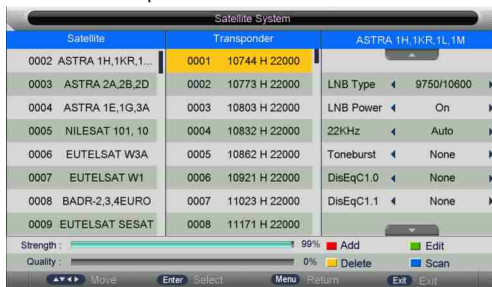 Satellite System
Satellite Transponder ASTRA 1H,1KR,1L,1M
0002 ASTRA 1H,1KR,1... 0001 10744 H 22000
0003 ASTRA 2A,2B,2D 0002 10773 H 22000 LNB Type 9750/10600
0004 ASTRA 1E,1G,3A 0003 10803 H 22000 LNB Power On
0005 NILESAT 101, 10 0004 10832 H 22000 22KHz Auto
0006 EUTELSAT W3A 0005 10862 H 22000 Toneburst None
0007 EUTELSAT W1 0006 10921 H 22000 DisEqC1.0 None
0008 BADR-2,3,4EURO 0007 11023 H 22000 DisEqC1.1 None
0009 EUTELSAT SESAT 0008 11171 H 22000
Strength : 99% Add Edit
Quality : 0% Delete Scan
Move Enter Select Menu Return Exit Exit